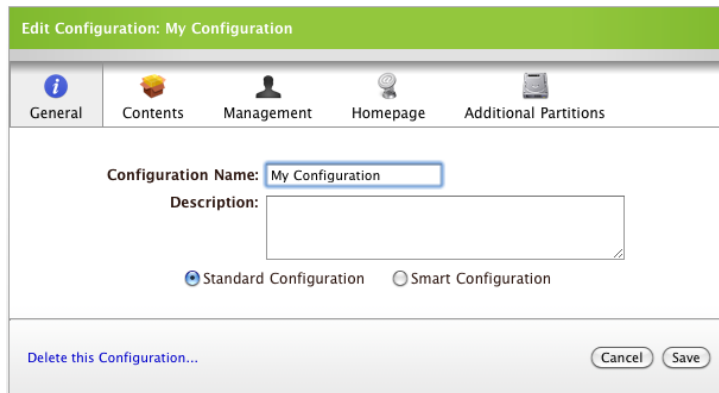 Edit Configuration: My Configuration
General Contents Management Homepage Additional Partitions
Configuration Name: My Configuration
Description:
Standard Configuration Smart Configuration
Delete this Configuration... Cancel Save